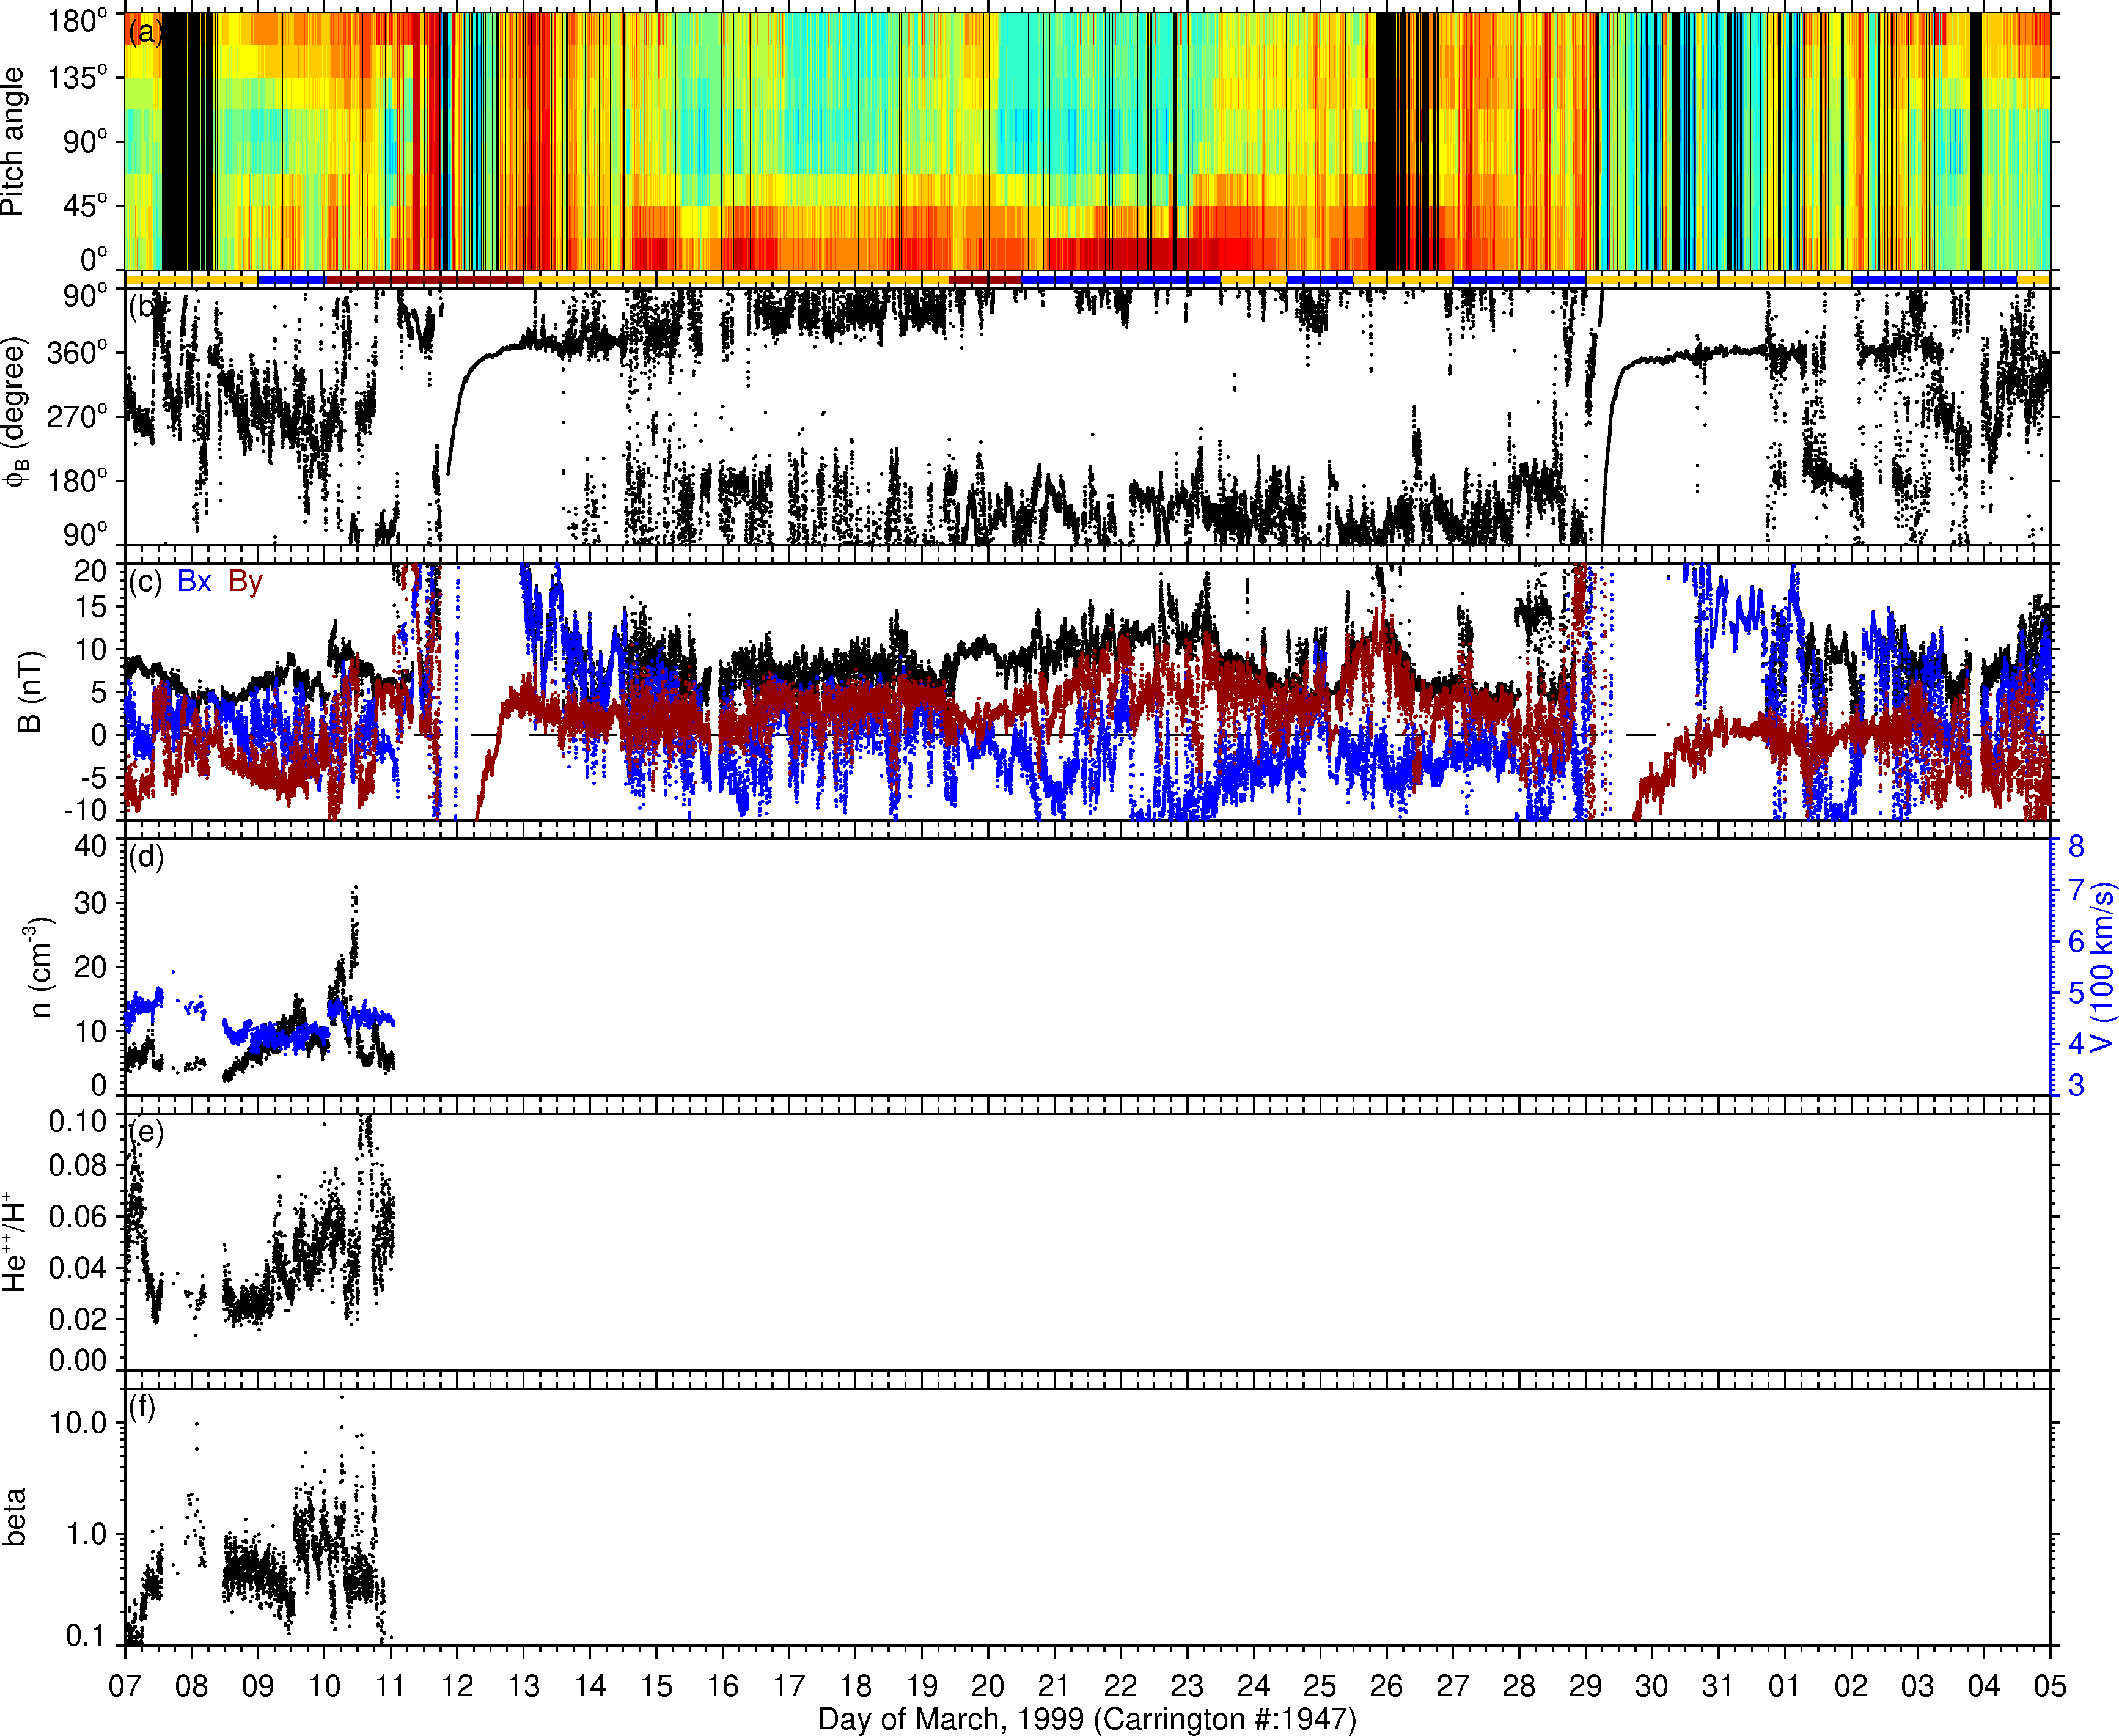 (a)
180°
135°
90°
45°
0°
Pitch angle
(b)
90°
360°
270°
180°
90°
ϕB (degree)
(c) Bx By
20
15
10
5
0
-5
-10
B (nT)
(d)
40
30
20
10
0
n (cm-3)
8
7
6
5
4
3
V (100 km/s)
(e)
0.10
0.08
0.06
0.04
0.02
0.00
He++/H+
(f)
10.0
1.0
0.1
beta
07 08 09 10 11 12 13 14 15 16 17 18 19 20 21 22 23 24 25 26 27 28 29 30 31 01 02 03 04 05
Day of March, 1999 (Carrington #:1947)